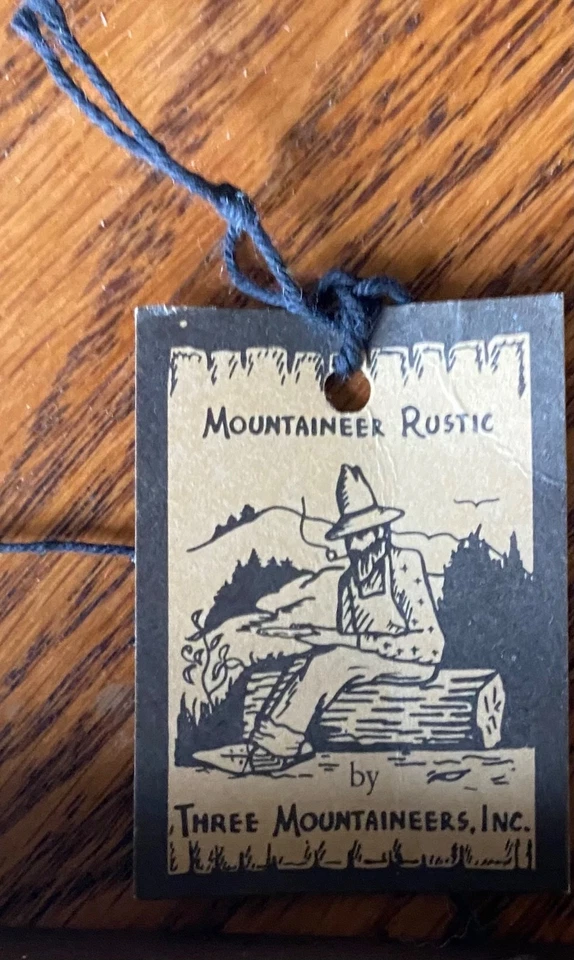 Mountaineer Rustic
by
Three Mountaineers, Inc.